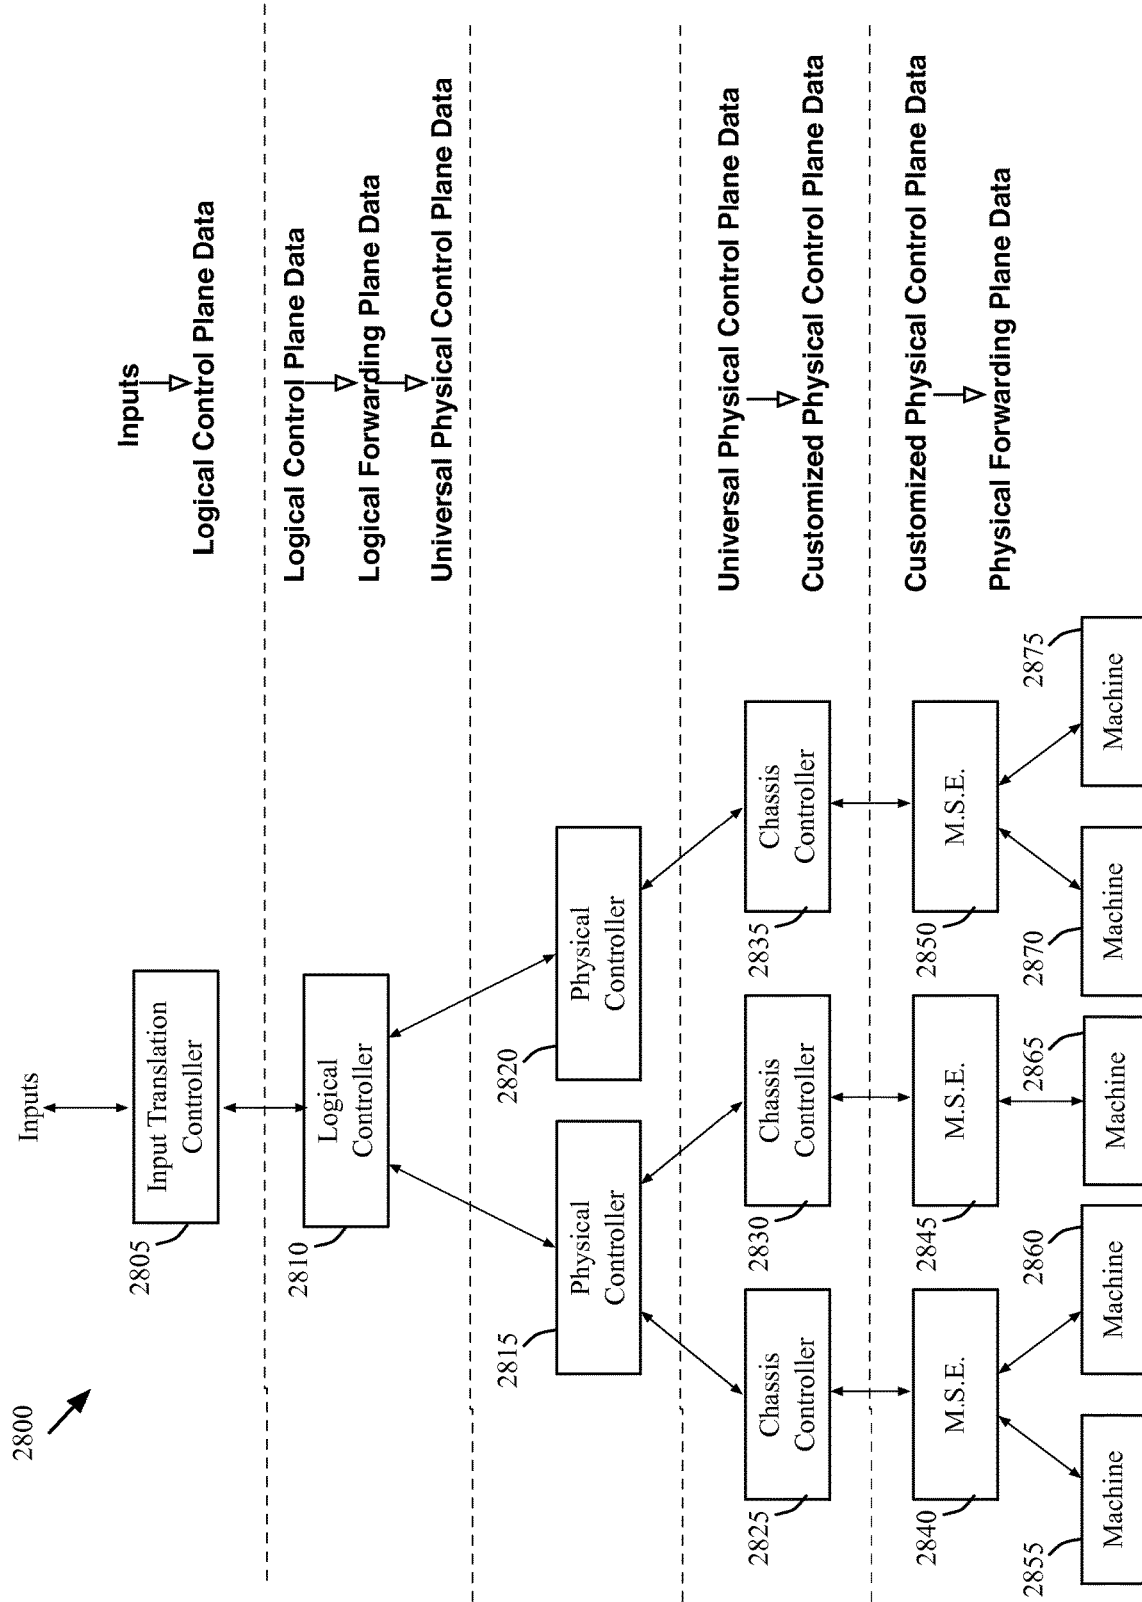 2800
Inputs
2805
Input Translation
Controller
Inputs
Logical Control Plane Data
2810
Logical
Controller
Logical Control Plane Data
Logical Forwarding Plane Data
Universal Physical Control Plane Data
2815
Physical
Controller
2820
Physical
Controller
2825
Chassis
Controller
2830
Chassis
Controller
2835
Chassis
Controller
Universal Physical Control Plane Data
Customized Physical Control Plane Data
2840
M.S.E.
2845
M.S.E.
2850
M.S.E.
Customized Physical Control Plane Data
Physical Forwarding Plane Data
2855
Machine
2860
Machine
2865
Machine
2870
Machine
2875
Machine